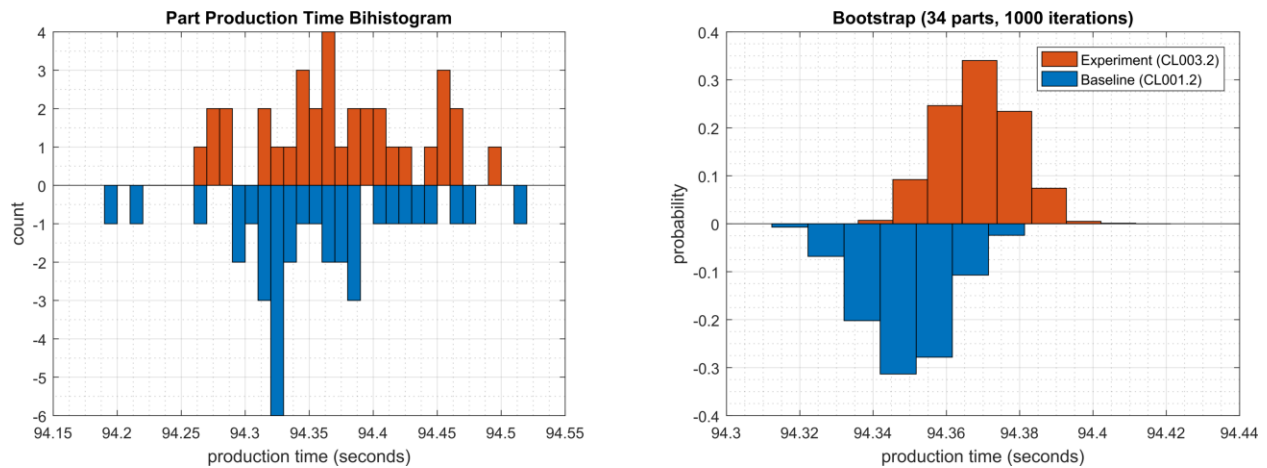 Part Production Time Bihistogram
4
3
2
1
0
-1
-2
-3
-4
-5
-6
count
94.15 94.2 94.25 94.3 94.35 94.4 94.45 94.5 94.55
production time (seconds)
Bootstrap (34 parts, 1000 iterations)
Experiment (CL003.2)
Baseline (CL001.2)
0.4
0.3
0.2
0.1
0
-0.1
-0.2
-0.3
-0.4
probability
94.3 94.32 94.34 94.36 94.38 94.4 94.42 94.44
production time (seconds)